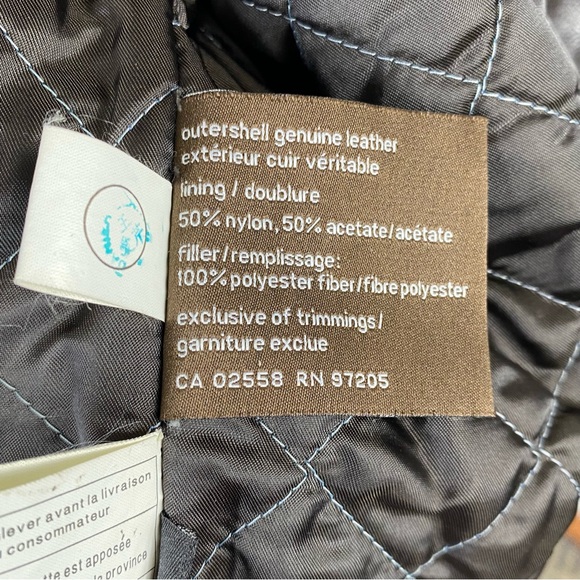 outershell genuine leather
extérieur cuir véritable
lining / doublure
50% nylon, 50% acetate/acétate
filler/remplissage:
100% polyester fiber/fibre polyester
exclusive of trimmings/
garniture exclue
CA 02558 RN 97205
lever avant la livraison
consommateur
est apposée
province